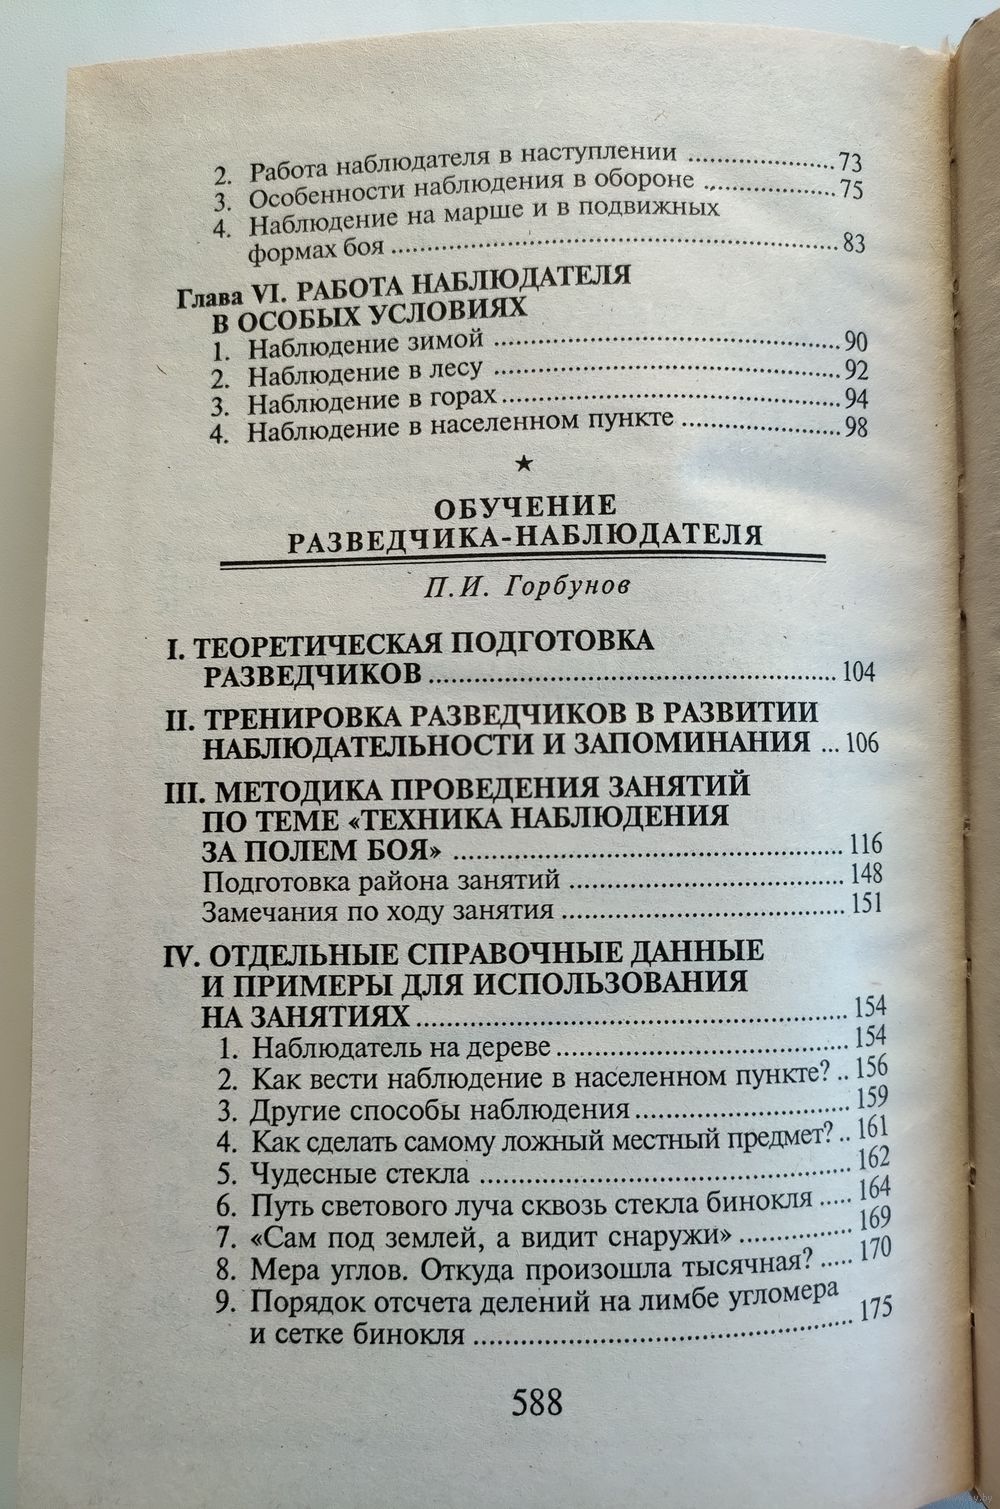 2. Работа наблюдателя в наступлении ......................73
3. Особенности наблюдения в обороне ....................75
4. Наблюдение на марше и в подвижных
формах боя ..............................................................83
Глава VI. РАБОТА НАБЛЮДАТЕЛЯ
В ОСОБЫХ УСЛОВИЯХ
1. Наблюдение зимой ..................................................90
2. Наблюдение в лесу ..................................................92
3. Наблюдение в горах .................................................94
4. Наблюдение в населенном пункте .......................98
★
ОБУЧЕНИЕ
РАЗВЕДЧИКА-НАБЛЮДАТЕЛЯ
П.И. Горбунов
I. ТЕОРЕТИЧЕСКАЯ ПОДГОТОВКА
РАЗВЕДЧИКОВ ......................................................... 104
II. ТРЕНИРОВКА РАЗВЕДЧИКОВ В РАЗВИТИИ
НАБЛЮДАТЕЛЬНОСТИ И ЗАПОМИНАНИЯ ... 106
III. МЕТОДИКА ПРОВЕДЕНИЯ ЗАНЯТИЙ
ПО ТЕМЕ «ТЕХНИКА НАБЛЮДЕНИЯ
ЗА ПОЛЕМ БОЯ» ....................................................... 116
Подготовка района занятий ....................................... 148
Замечания по ходу занятия ........................................ 151
IV. ОТДЕЛЬНЫЕ СПРАВОЧНЫЕ ДАННЫЕ
И ПРИМЕРЫ ДЛЯ ИСПОЛЬЗОВАНИЯ
НА ЗАНЯТИЯХ ............................................................ 154
1. Наблюдатель на дереве .......................................... 154
2. Как вести наблюдение в населенном пункте? .. 156
3. Другие способы наблюдения ............................... 159
4. Как сделать самому ложный местный предмет? .. 161
5. Чудесные стекла ..................................................... 162
6. Путь светового луча сквозь стекла бинокля ..... 164
7. «Сам под землей, а видит снаружи» ................. 169
8. Мера углов. Откуда произошла тысячная? ..... 170
9. Порядок отсчета делений на лимбе угломера
и сетке бинокля ....................................................... 175
588